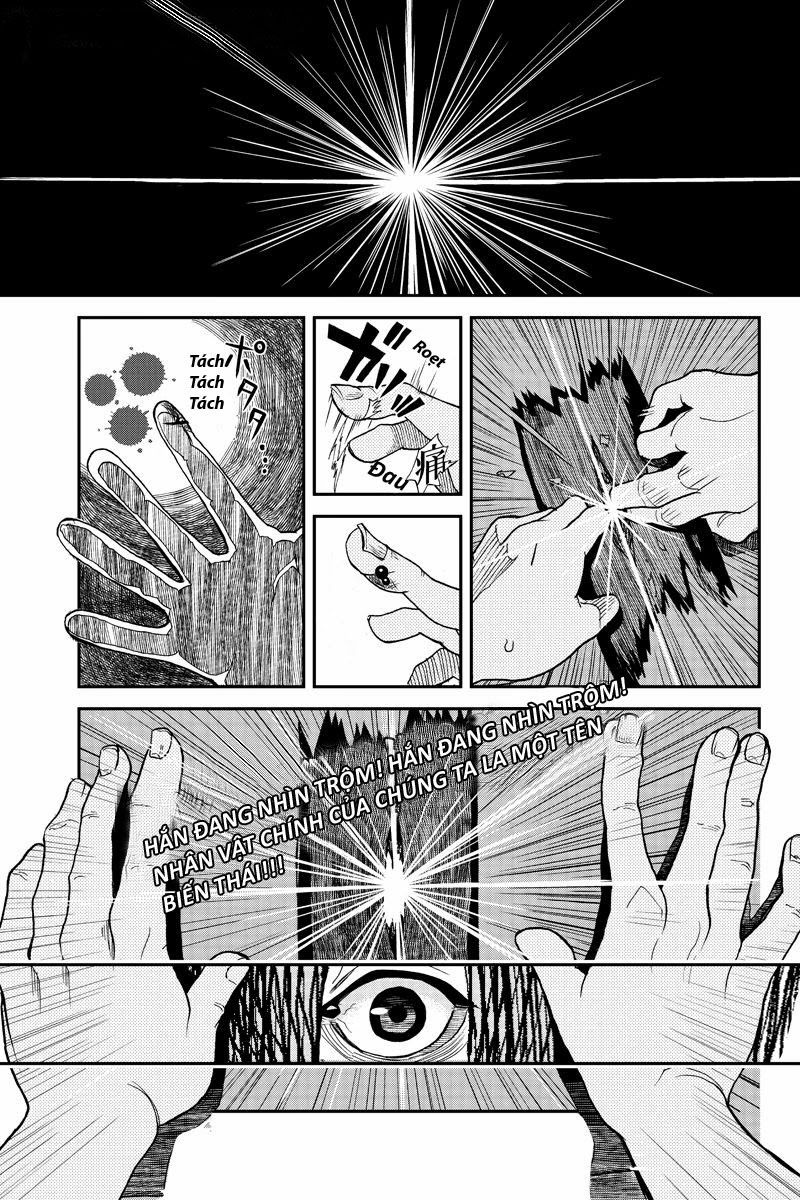 ガリッ
Roẹt
痛
Đau
ポタタ…
Tách
Tách
Tách
HẮN ĐANG NHÌN TRỘM! HẮN ĐANG NHÌN TRỘM!
NHÂN VẬT CHÍNH CỦA CHÚNG TA LA MỘT TÊN
BIẾN THÁI!!!!